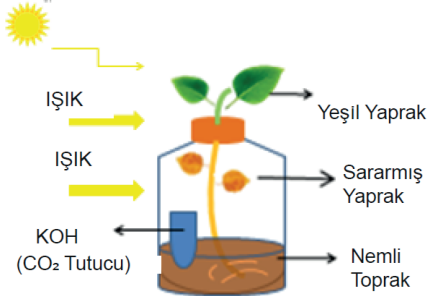 IŞIK
Yeşil Yaprak
IŞIK
Sararmış
Yaprak
KOH
(CO₂ Tutucu)
Nemli
Toprak